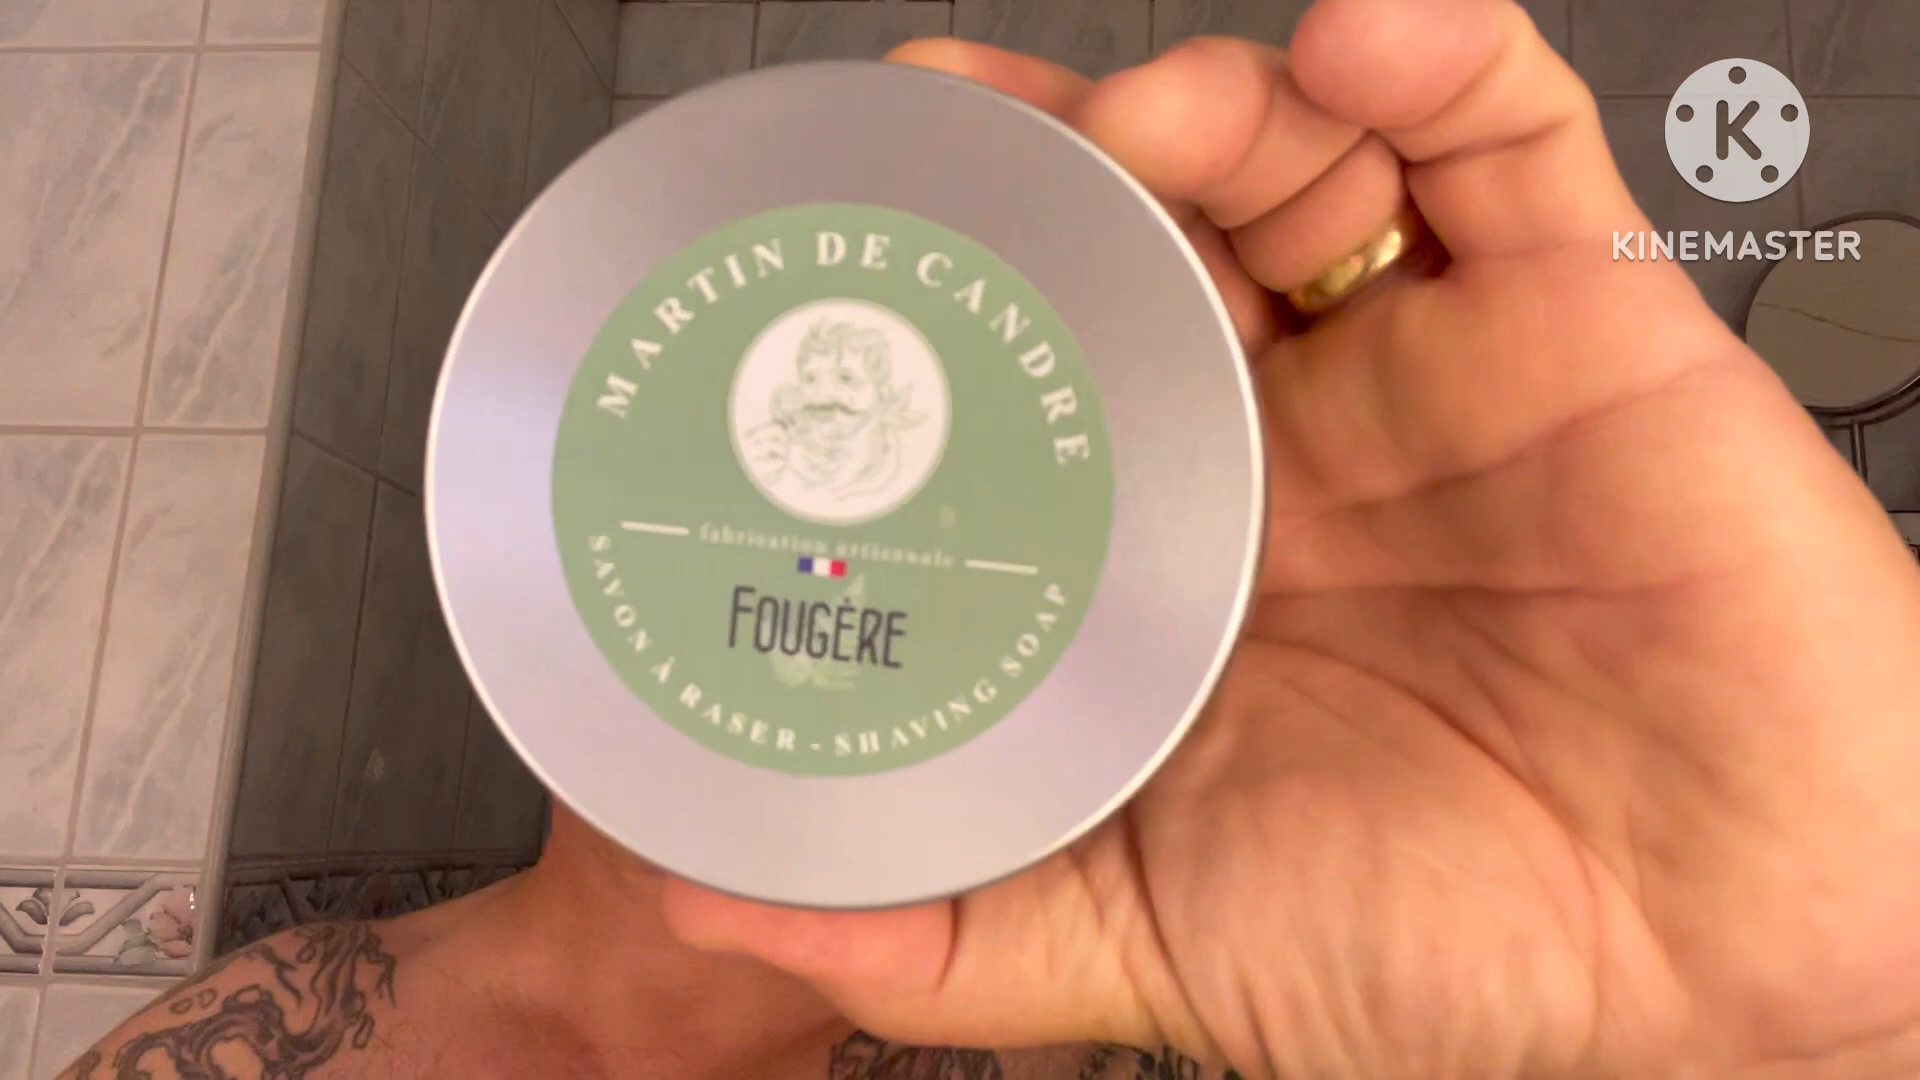 MARTIN DE CANDRE
fabrication artisanale
FOUGÈRE
SAVON À RASER - SHAVING SOAP
K
KINEMASTER